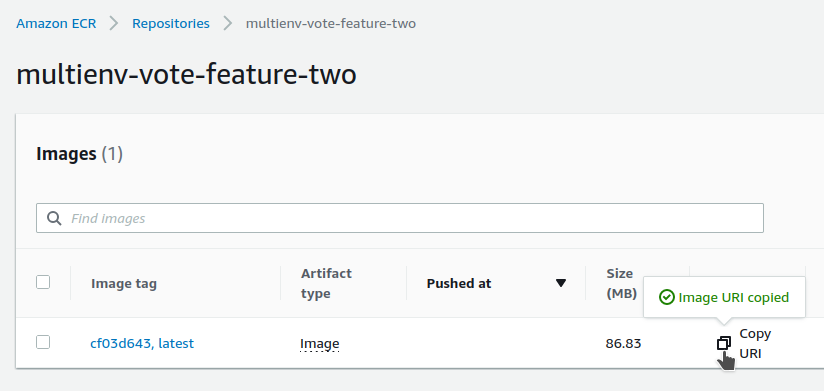 Amazon ECR > Repositories > multienv-vote-feature-two
multienv-vote-feature-two
Images (1)
Find images
Image tag
Artifact
type
Pushed at
Size
(MB)
Image URI copied
cf03d643, latest
Image
86.83
Copy
URI